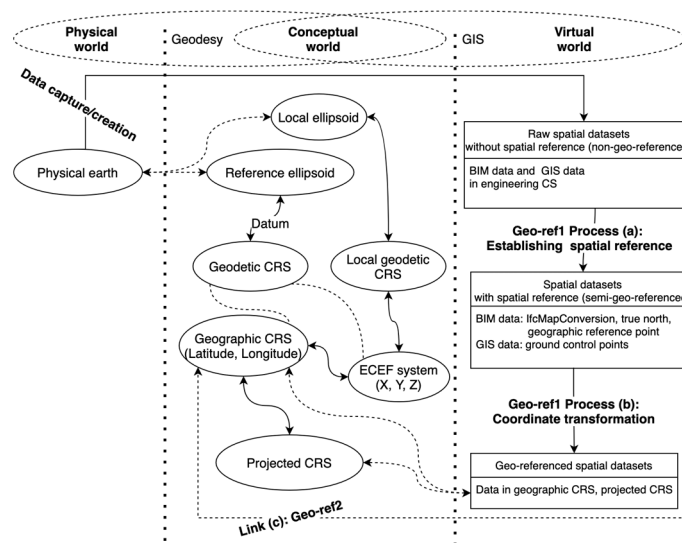 Physical
world
Geodesy
Conceptual
world
GIS
Virtual
world
Data capture/creation
Local ellipsoid
Physical earth
Reference ellipsoid
Datum
Geodetic CRS
Local geodetic
CRS
Geographic CRS
(Latitude, Longitude)
ECEF system
(X, Y, Z)
Projected CRS
Link (c): Geo-ref2
Raw spatial datasets
without spatial reference (non-geo-reference
BIM data and GIS data
in engineering CS
Geo-ref1 Process (a):
Establishing spatial reference
Spatial datasets
with spatial reference (semi-geo-reference
BIM data: IfcMapConversion, true north,
geographic reference point
GIS data: ground control points
Geo-ref1 Process (b):
Coordinate transformation
Geo-referenced spatial datasets
Data in geographic CRS, projected CRS